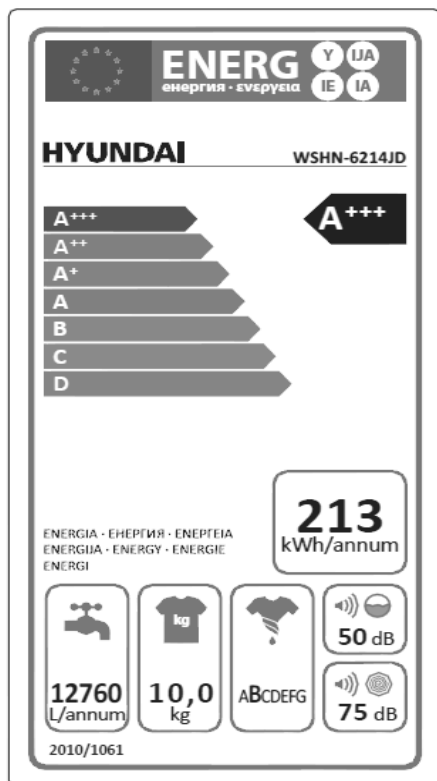 ENERG
енергия · ενεργεια
Y IJA
IE IA
HYUNDAI WSHN-6214JD
A+++
A+++
A++
A+
A
B
C
D
213
kWh/annum
ENERGIA · ЕНЕРГИЯ · ΕΝΕΡΓΕΙΑ
ENERGIJA · ENERGY · ENERGIE
ENERGI
12760
L/annum
kg
10,0
kg
ABCDEFG
50 dB
75 dB
2010/1061